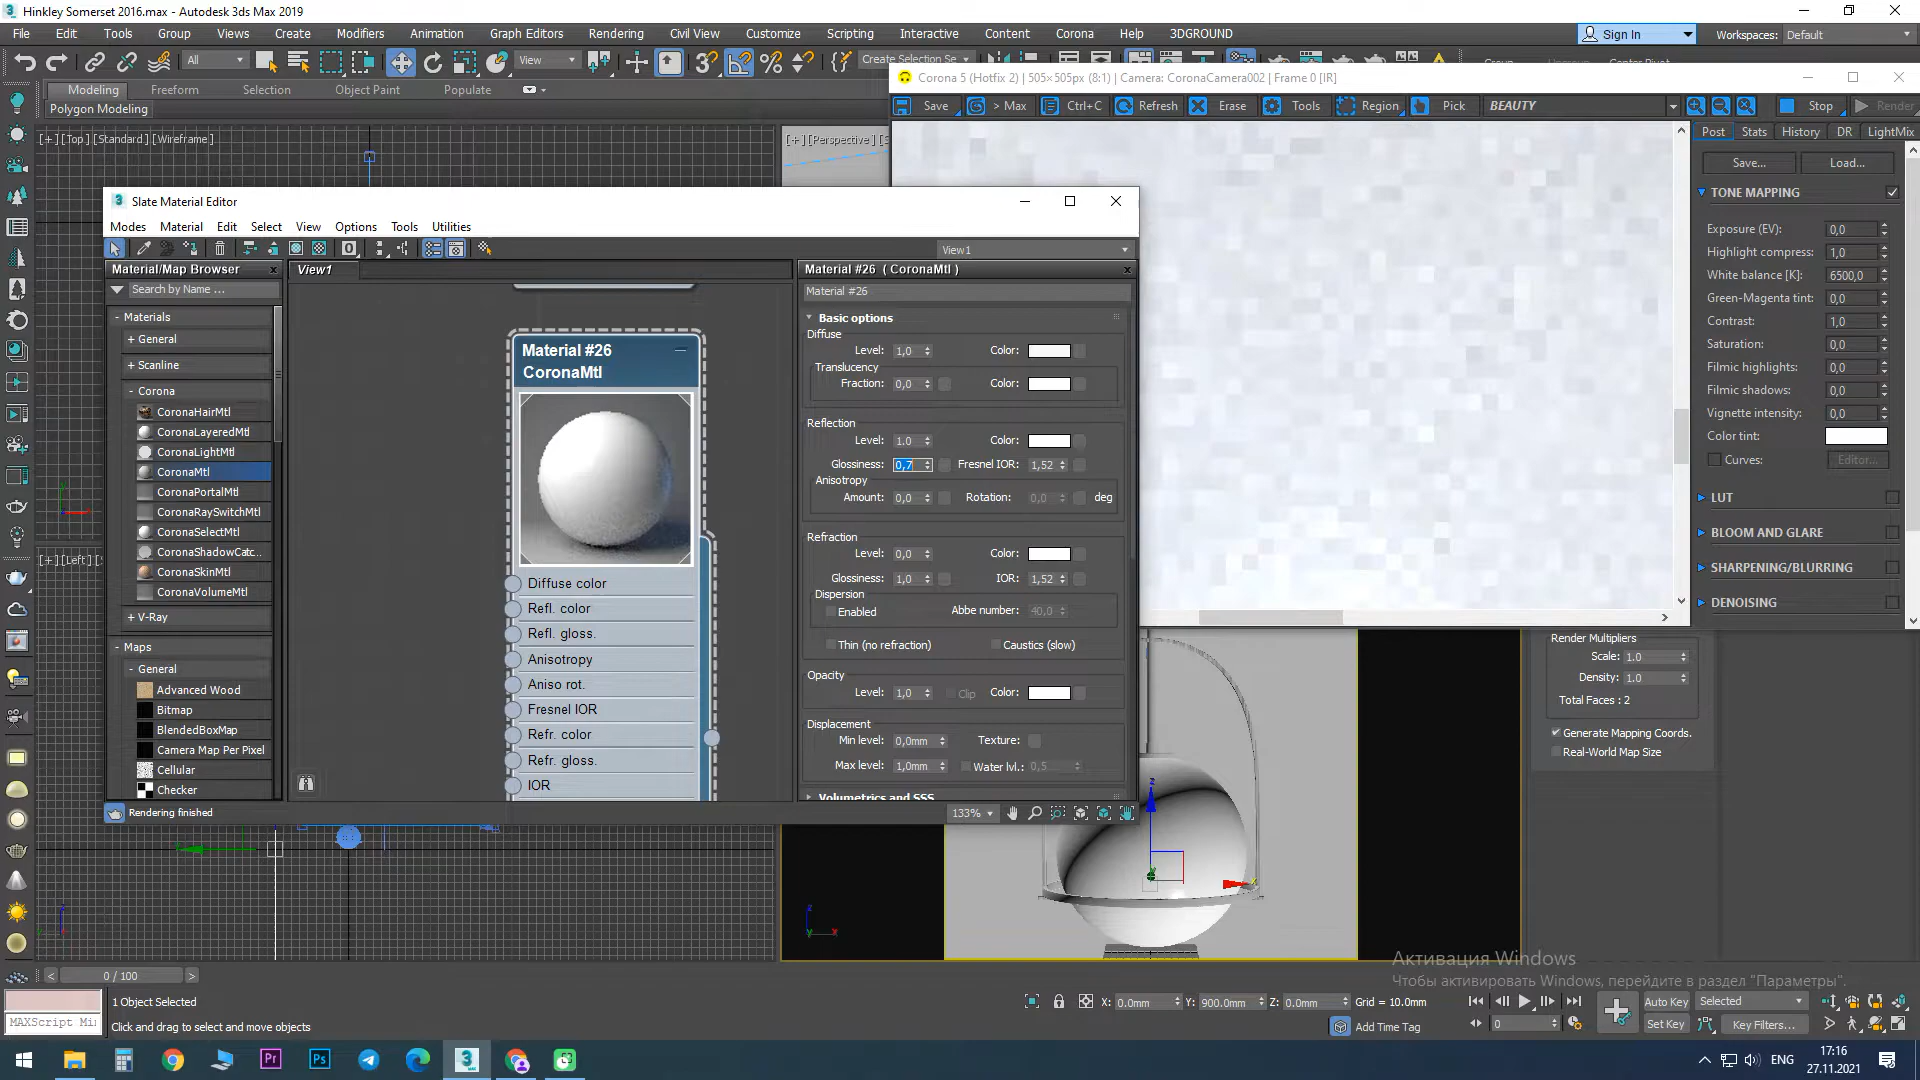 Hinkley Somerset 2016.max - Autodesk 3ds Max 2019
File Edit Tools Group Views Create Modifiers Animation Graph Editors Rendering Civil View Customize Scripting Interactive Content Corona Help 3DGROUND
Sign In
Workspaces: Default
All
View
Create Selection Se
Modeling Freeform Selection Object Paint Populate
Polygon Modeling
[+] [Top] [Standard] [Wireframe]
[+] [Perspective] [S
Corona 5 (Hotfix 2) | 505×505px (8:1) | Camera: CoronaCamera002 | Frame 0 [IR]
Save > Max Ctrl+C Refresh Erase Tools Region Pick BEAUTY Stop Render
Post Stats History DR LightMix
Save... Load...
TONE MAPPING
Exposure (EV): 0,0
Highlight compress: 1,0
White balance [K]: 6500,0
Green-Magenta tint: 0,0
Contrast: 1,0
Saturation: 0,0
Filmic highlights: 0,0
Filmic shadows: 0,0
Vignette intensity: 0,0
Color tint:
Curves: Editor...
LUT
BLOOM AND GLARE
SHARPENING/BLURRING
DENOISING
Slate Material Editor
Modes Material Edit Select View Options Tools Utilities
View1
Material/Map Browser
Search by Name ...
- Materials
+ General
+ Scanline
- Corona
CoronaHairMtl
CoronaLayeredMtl
CoronaLightMtl
CoronaMtl
CoronaPortalMtl
CoronaRaySwitchMtl
CoronaSelectMtl
CoronaShadowCatc...
CoronaSkinMtl
CoronaVolumeMtl
+ V-Ray
- Maps
- General
Advanced Wood
Bitmap
BlendedBoxMap
Camera Map Per Pixel
Cellular
Checker
Rendering finished
View1
Material #26
CoronaMtl
Diffuse color
Refl. color
Refl. gloss.
Anisotropy
Aniso rot.
Fresnel IOR
Refr. color
Refr. gloss.
IOR
133%
Material #26 ( CoronaMtl )
Material #26
Basic options
Diffuse
Level: 1,0 Color:
Translucency
Fraction: 0,0 Color:
Reflection
Level: 1.0 Color:
Glossiness: 0,7 Fresnel IOR: 1,52
Anisotropy
Amount: 0,0 Rotation: 0,0 deg
Refraction
Level: 0,0 Color:
Glossiness: 1,0 IOR: 1,52
Dispersion
Enabled Abbe number: 40,0
Thin (no refraction) Caustics (slow)
Opacity
Level: 1,0 Clip Color:
Displacement
Min level: 0,0mm Texture:
Max level: 1,0mm Water lvl.: 0,5
Volumetrics and SSS
Render Multipliers
Scale: 1.0
Density: 1.0
Total Faces : 2
Generate Mapping Coords.
Real-World Map Size
[+] [Left] [S
z
z
x
y
z
x
Активация Windows
Чтобы активировать Windows, перейдите в раздел "Параметры".
0 / 100
1 Object Selected
MAXScript Mi
Click and drag to select and move objects
X: 0.0mm Y: 900.0mm Z: 0.0mm Grid = 10.0mm
Add Time Tag
0
Auto Key Selected
Set Key Key Filters...
ENG
17:16
27.11.2021